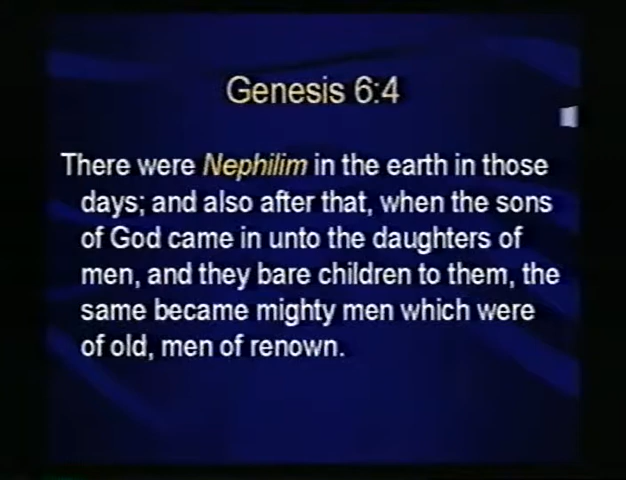 Genesis 6:4
There were Nephilim in the earth in those
days; and also after that, when the sons
of God came in unto the daughters of
men, and they bare children to them, the
same became mighty men which were
of old, men of renown.